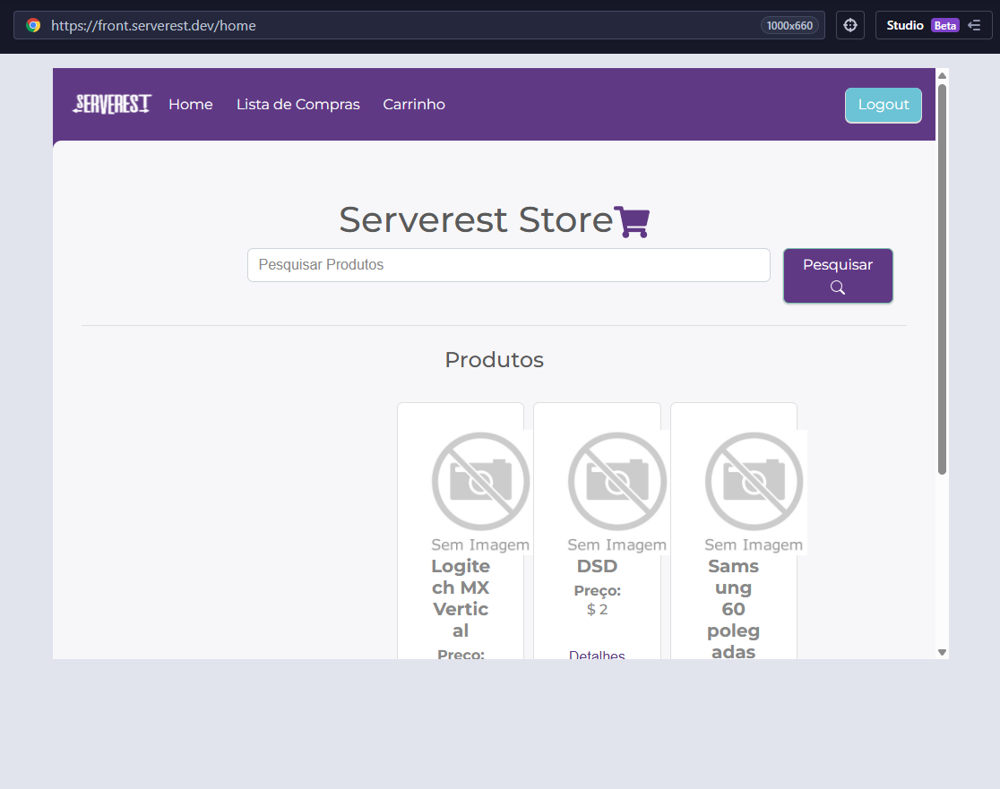 https://front.serverest.dev/home
1000x660
Studio Beta
SERVEREST
Home
Lista de Compras
Carrinho
Logout
Serverest Store
Pesquisar Produtos
Pesquisar
Produtos
Sem Imagem
Logite
ch MX
Vertic
al
Preço:
Sem Imagem
DSD
Preço:
$ 2
Detalhes
Sem Imagem
Sams
ung
60
poleg
adas